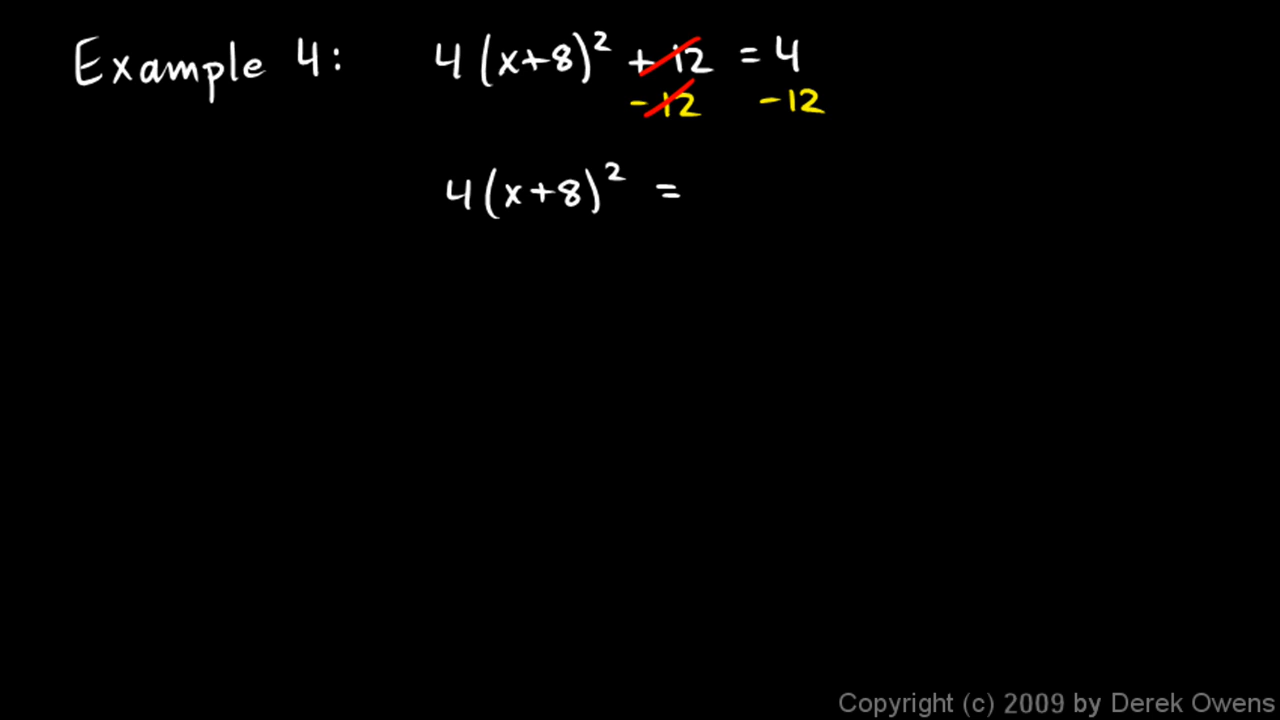 Example 4: 4(x+8)² +12 = 4
-12 -12
4(x+8)² =
Copyright (c) 2009 by Derek Owens